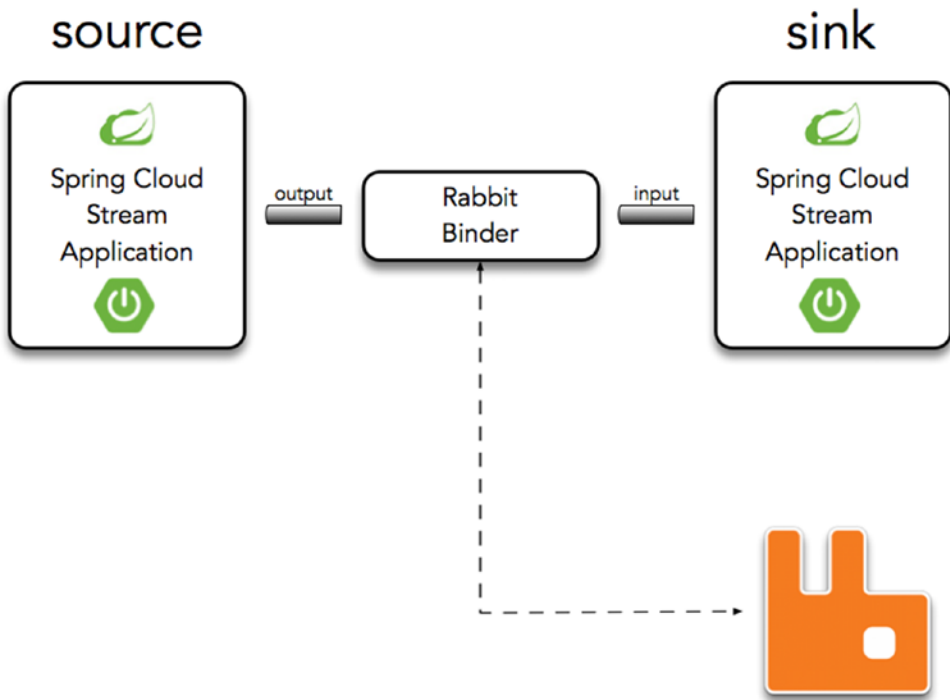 source
sink
Spring Cloud
Stream
Application
output
Rabbit
Binder
input
Spring Cloud
Stream
Application